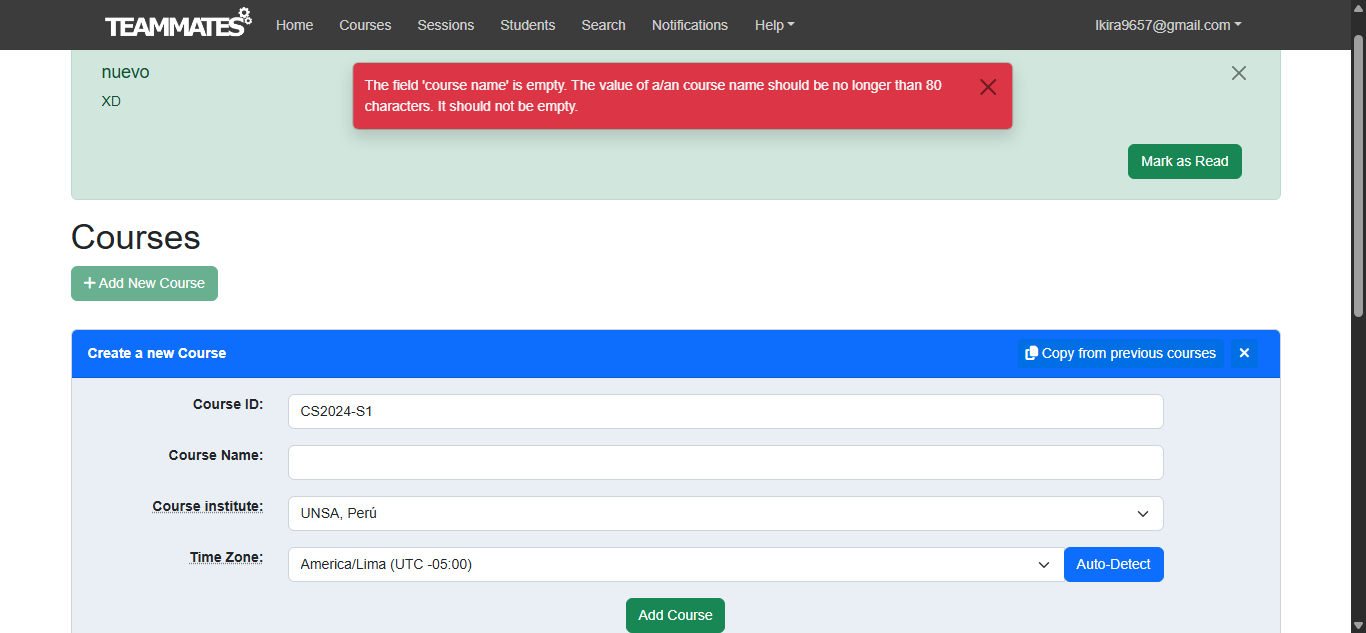 TEAMMATES Home Courses Sessions Students Search Notifications Help lkira9657@gmail.com
nuevo
XD
The field 'course name' is empty. The value of a/an course name should be no longer than 80
characters. It should not be empty.
Mark as Read
Courses
Add New Course
Create a new Course Copy from previous courses
Course ID: CS2024-S1
Course Name:
Course institute: UNSA, Perú
Time Zone: America/Lima (UTC -05:00) Auto-Detect
Add Course